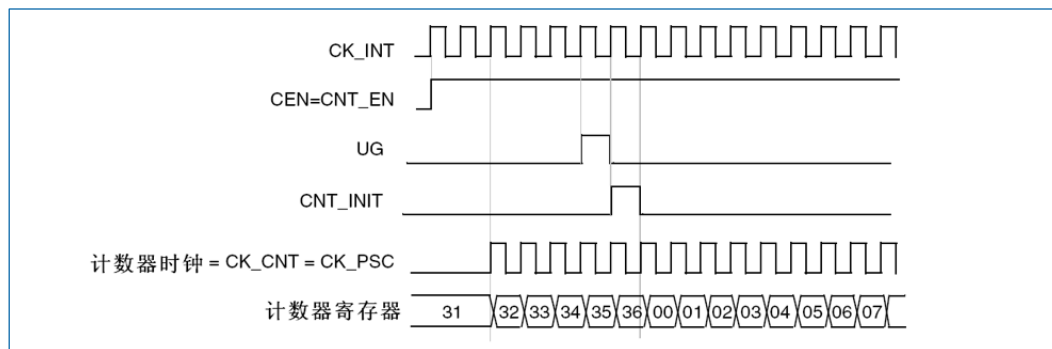 CK_INT
CEN=CNT_EN
UG
CNT_INIT
计数器时钟 = CK_CNT = CK_PSC
计数器寄存器 31 32 33 34 35 36 00 01 02 03 04 05 06 07